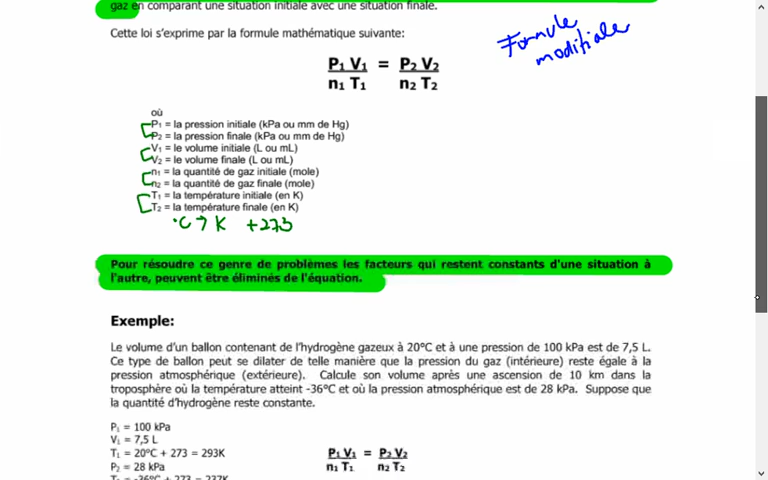 gaz en comparant une situation initiale avec une situation finale.
Cette loi s'exprime par la formule mathématique suivante:
Formule
modifiable
P₁ V₁ = P₂ V₂
n₁ T₁ n₂ T₂
où
P₁ = la pression initiale (kPa ou mm de Hg)
P₂ = la pression finale (kPa ou mm de Hg)
V₁ = le volume initiale (L ou mL)
V₂ = le volume finale (L ou mL)
n₁ = la quantité de gaz initiale (mole)
n₂ = la quantité de gaz finale (mole)
T₁ = la température initiale (en K)
T₂ = la température finale (en K)
°C → K +273
Pour résoudre ce genre de problèmes les facteurs qui restent constants d'une situation à
l'autre, peuvent être éliminés de l'équation.
Exemple:
Le volume d'un ballon contenant de l'hydrogène gazeux à 20°C et à une pression de 100 kPa est de 7,5 L.
Ce type de ballon peut se dilater de telle manière que la pression du gaz (intérieure) reste égale à la
pression atmosphérique (extérieure). Calcule son volume après une ascension de 10 km dans la
troposphère où la température atteint -36°C et où la pression atmosphérique est de 28 kPa. Suppose que
la quantité d'hydrogène reste constante.
P₁ = 100 kPa
V₁ = 7,5 L
T₁ = 20°C + 273 = 293K
P₂ = 28 kPa
T₂ = -36°C + 273 = 237K
P₁ V₁ = P₂ V₂
n₁ T₁ n₂ T₂